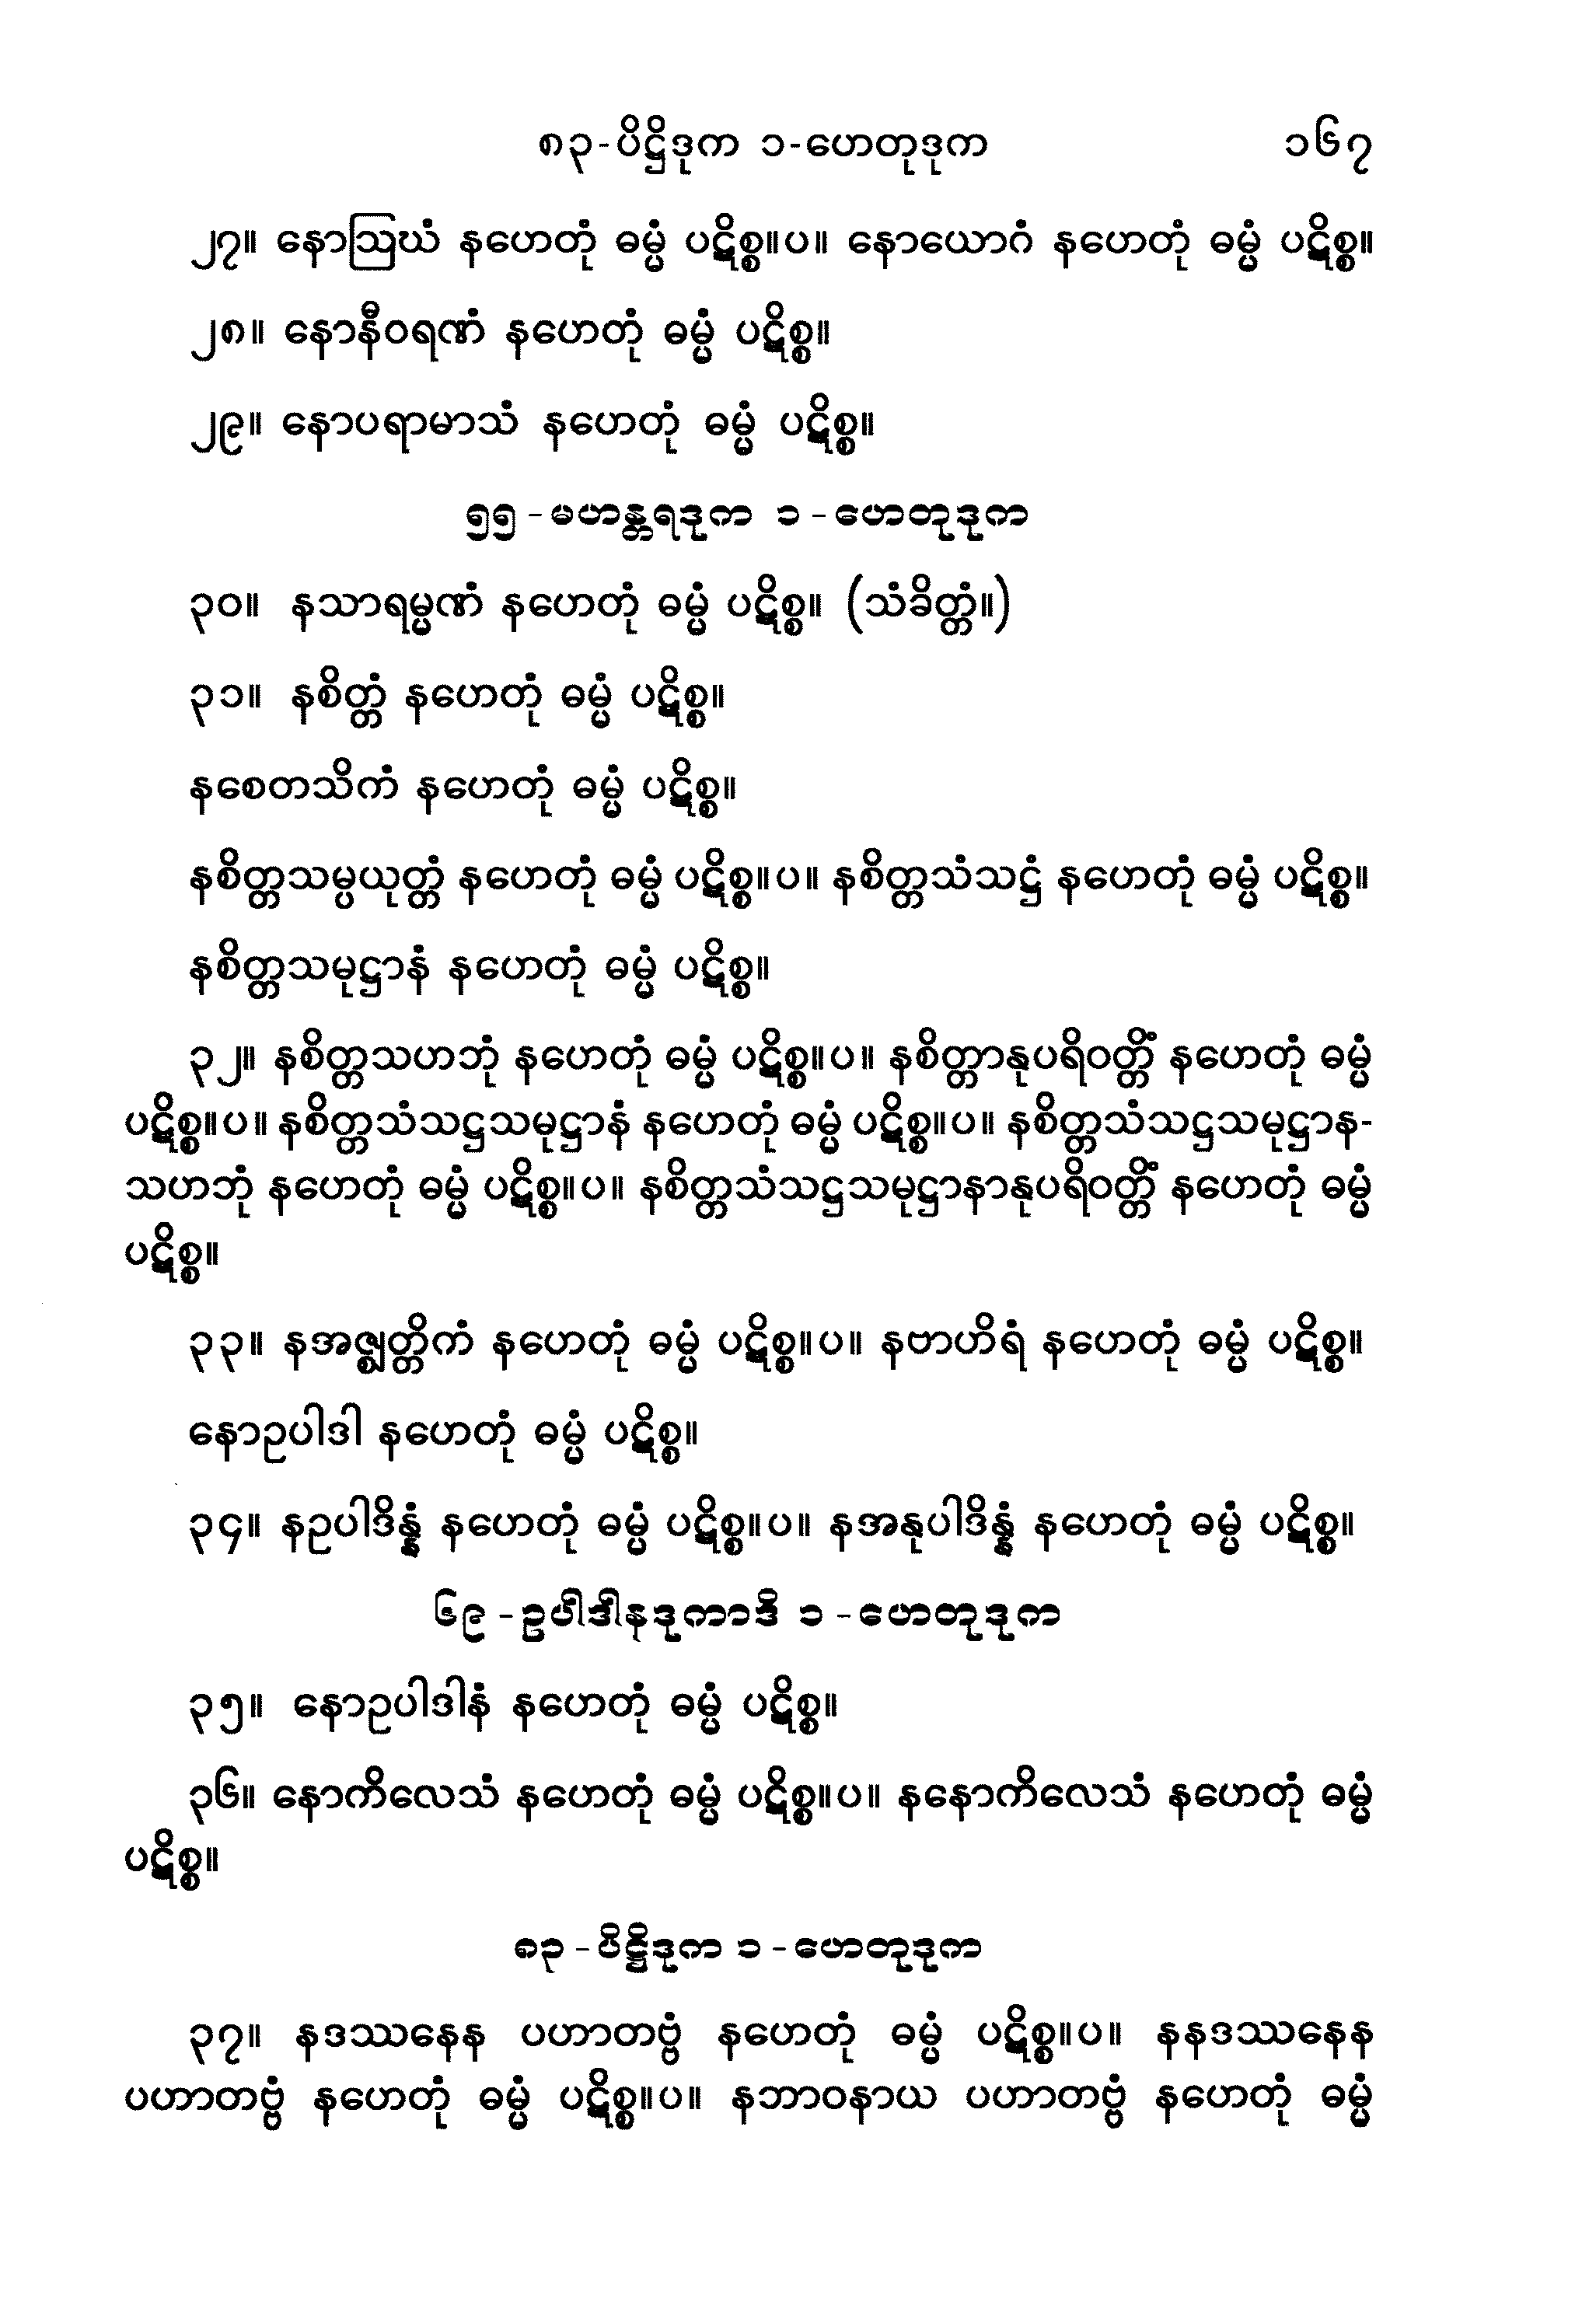 ၈၃-ပိဋ္ဌိဒုက ၁-ဟေတုဒုက ၁၆၇
၂၇။ နောဩဃံ နဟေတုံ ဓမ္မံ ပဋိစ္စ။ပ။ နောယောဂံ နဟေတုံ ဓမ္မံ ပဋိစ္စ။
၂၈။ နောနီဝရဏံ နဟေတုံ ဓမ္မံ ပဋိစ္စ။
၂၉။ နောပရာမာသံ နဟေတုံ ဓမ္မံ ပဋိစ္စ။
၅၅-မဟန္တရဒုက ၁-ဟေတုဒုက
၃၀။ နသာရမ္မဏံ နဟေတုံ ဓမ္မံ ပဋိစ္စ။ (သံခိတ္တံ။)
၃၁။ နစိတ္တံ နဟေတုံ ဓမ္မံ ပဋိစ္စ။
နစေတသိကံ နဟေတုံ ဓမ္မံ ပဋိစ္စ။
နစိတ္တသမ္ပယုတ္တံ နဟေတုံ ဓမ္မံ ပဋိစ္စ။ပ။ နစိတ္တသံသဋ္ဌံ နဟေတုံ ဓမ္မံ ပဋိစ္စ။
နစိတ္တသမုဋ္ဌာနံ နဟေတုံ ဓမ္မံ ပဋိစ္စ။
၃၂။ နစိတ္တသဟဘုံ နဟေတုံ ဓမ္မံ ပဋိစ္စ။ပ။ နစိတ္တာနုပရိဝတ္တိံ နဟေတုံ ဓမ္မံ
ပဋိစ္စ။ပ။ နစိတ္တသံသဋ္ဌသမုဋ္ဌာနံ နဟေတုံ ဓမ္မံ ပဋိစ္စ။ပ။ နစိတ္တသံသဋ္ဌသမုဋ္ဌာန-
သဟဘုံ နဟေတုံ ဓမ္မံ ပဋိစ္စ။ပ။ နစိတ္တသံသဋ္ဌသမုဋ္ဌာနာနုပရိဝတ္တိံ နဟေတုံ ဓမ္မံ
ပဋိစ္စ။
၃၃။ နအဇ္ဈတ္တိကံ နဟေတုံ ဓမ္မံ ပဋိစ္စ။ပ။ နဗာဟိရံ နဟေတုံ ဓမ္မံ ပဋိစ္စ။
နောဥပါဒါ နဟေတုံ ဓမ္မံ ပဋိစ္စ။
၃၄။ နဥပါဒိန္နံ နဟေတုံ ဓမ္မံ ပဋိစ္စ။ပ။ နအနုပါဒိန္နံ နဟေတုံ ဓမ္မံ ပဋိစ္စ။
၆၉-ဥပါဒါနဒုကာဒိ ၁-ဟေတုဒုက
၃၅။ နောဥပါဒါနံ နဟေတုံ ဓမ္မံ ပဋိစ္စ။
၃၆။ နောကိလေသံ နဟေတုံ ဓမ္မံ ပဋိစ္စ။ပ။ နနောကိလေသံ နဟေတုံ ဓမ္မံ
ပဋိစ္စ။
၈၃-ပိဋ္ဌိဒုက ၁-ဟေတုဒုက
၃၇။ နဒဿနေန ပဟာတဗ္ဗံ နဟေတုံ ဓမ္မံ ပဋိစ္စ။ပ။ နနဒဿနေန
ပဟာတဗ္ဗံ နဟေတုံ ဓမ္မံ ပဋိစ္စ။ပ။ နဘာဝနာယ ပဟာတဗ္ဗံ နဟေတုံ ဓမ္မံ